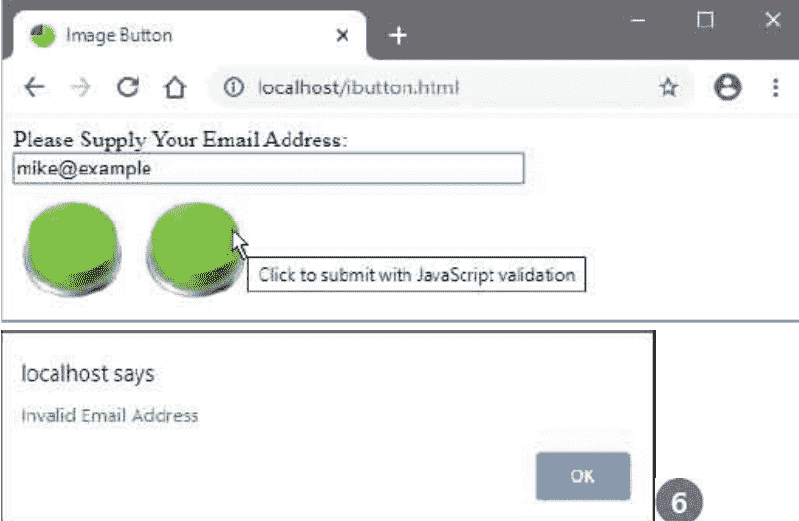 Image Button
localhost/ibutton.html
Please Supply Your Email Address:
mike@example
Click to submit with JavaScript validation
localhost says
Invalid Email Address
OK
6